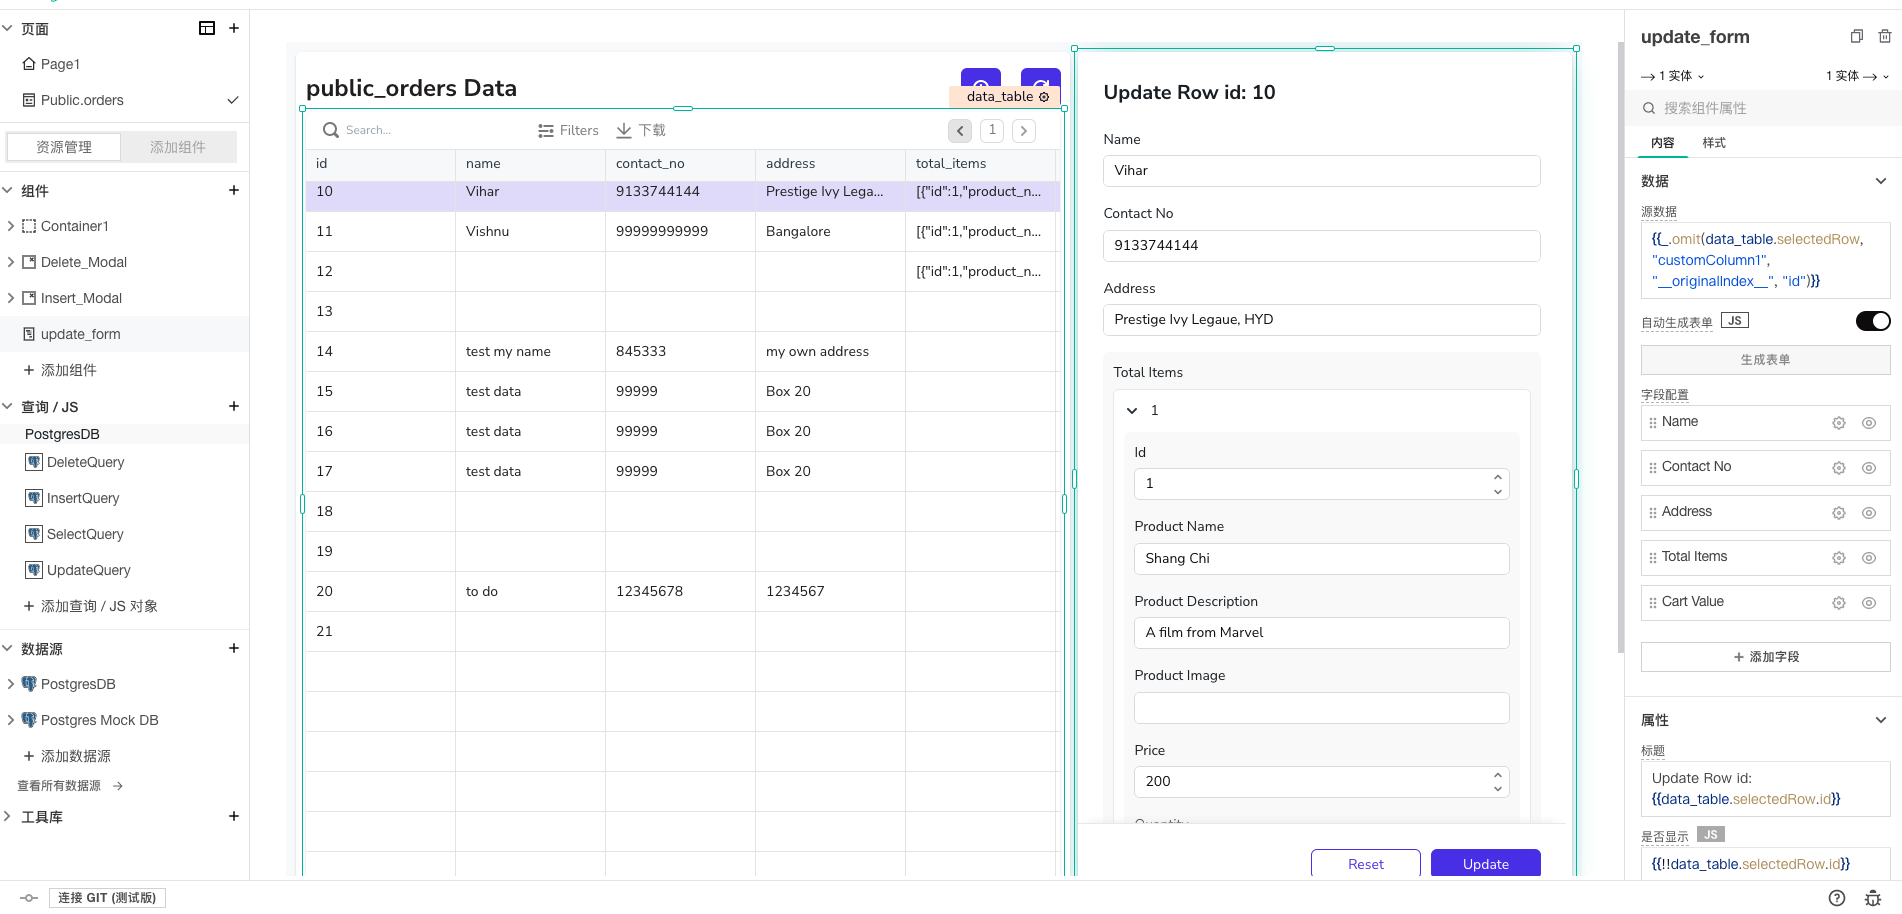 页面
Page1
Public.orders
资源管理
添加组件
组件
Container1
Delete_Modal
Insert_Modal
update_form
添加组件
查询 / JS
PostgresDB
DeleteQuery
InsertQuery
SelectQuery
UpdateQuery
添加查询 / JS 对象
数据源
PostgresDB
Postgres Mock DB
添加数据源
查看所有数据源
工具库
连接 GIT (测试版)
public_orders Data
data_table
Search...
Filters
下载
1
id name contact_no address total_items
10 Vihar 9133744144 Prestige Ivy Lega... [{"id":1,"product_n...
11 Vishnu 99999999999 Bangalore [{"id":1,"product_n...
12 [{"id":1,"product_n...
13
14 test my name 845333 my own address
15 test data 99999 Box 20
16 test data 99999 Box 20
17 test data 99999 Box 20
18
19
20 to do 12345678 1234567
21
Update Row id: 10
Name
Vihar
Contact No
9133744144
Address
Prestige Ivy Legaue, HYD
Total Items
1
Id
1
Product Name
Shang Chi
Product Description
A film from Marvel
Product Image
Price
200
Quantity
Reset
Update
update_form
1 实体
1 实体
搜索组件属性
内容
样式
数据
源数据
{{_.omit(data_table.selectedRow,
"customColumn1",
"__originalIndex__", "id")}}
自动生成表单
JS
生成表单
字段配置
Name
Contact No
Address
Total Items
Cart Value
添加字段
属性
标题
Update Row id:
{{data_table.selectedRow.id}}
是否显示
JS
{{!!data_table.selectedRow.id}}